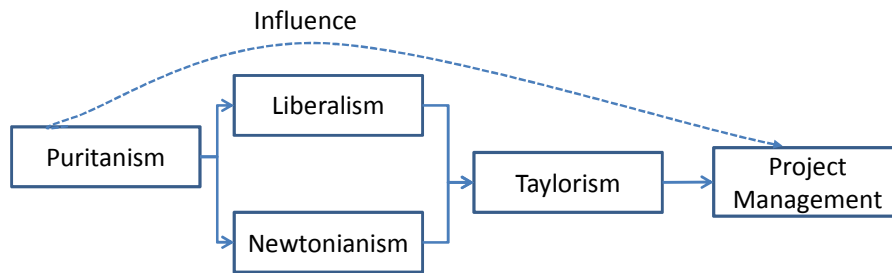 Influence
Liberalism
Puritanism
Taylorism
Project
Management
Newtonianism